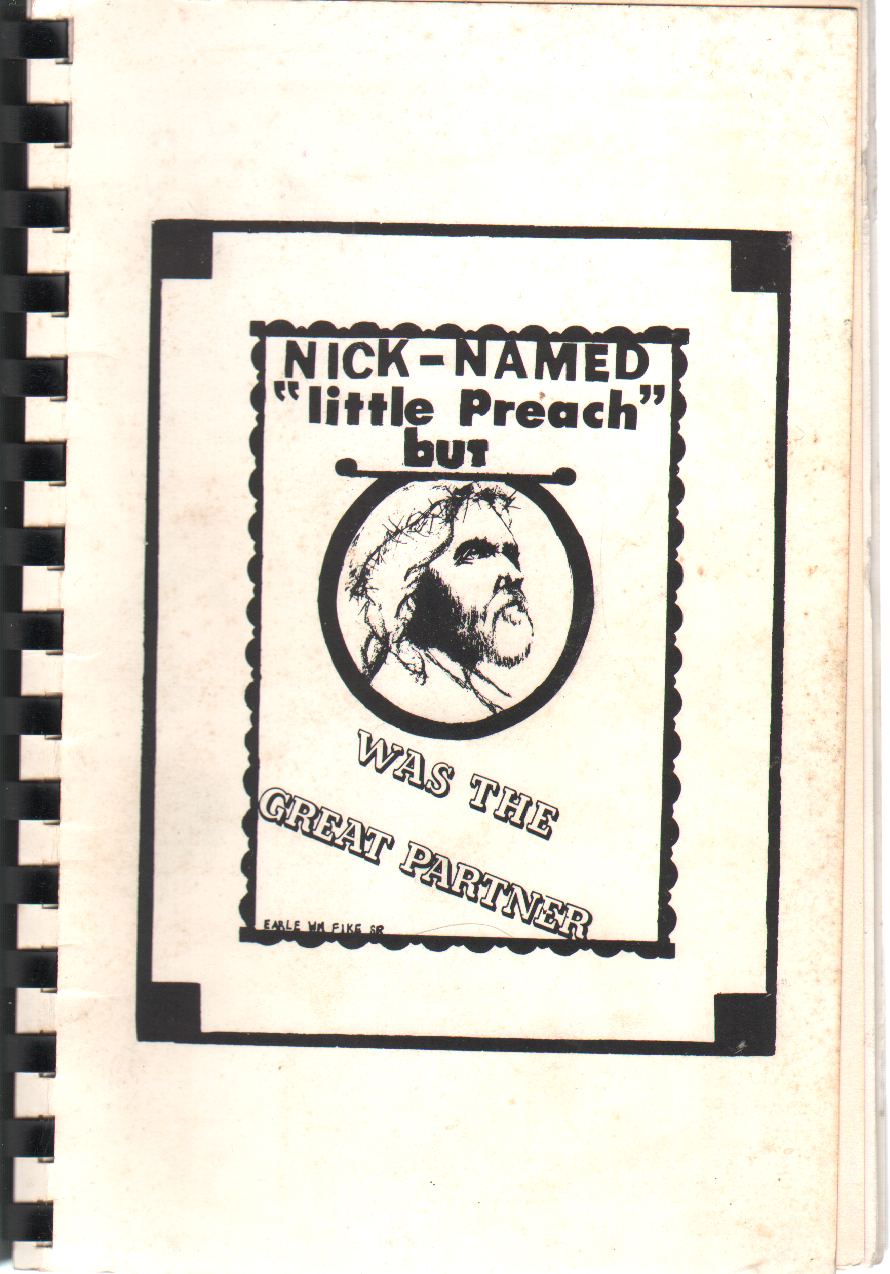 NICK-NAMED
"little Preach"
but
WAS THE
GREAT PARTNER
EARLE WM FIKE SR